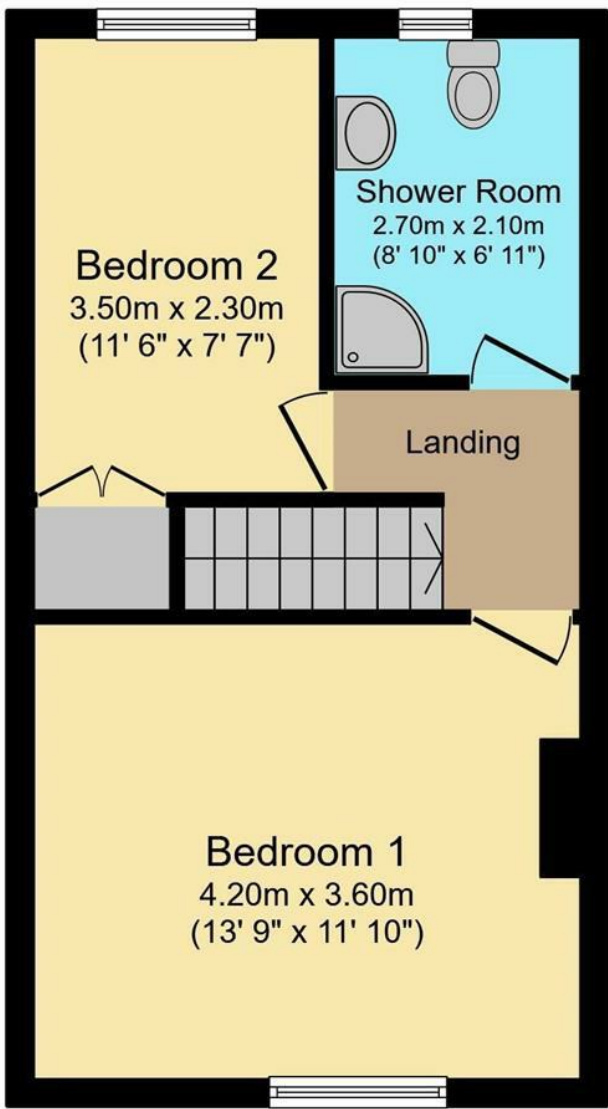 Shower Room
2.70m x 2.10m
(8' 10" x 6' 11")
Bedroom 2
3.50m x 2.30m
(11' 6" x 7' 7")
Landing
Bedroom 1
4.20m x 3.60m
(13' 9" x 11' 10")